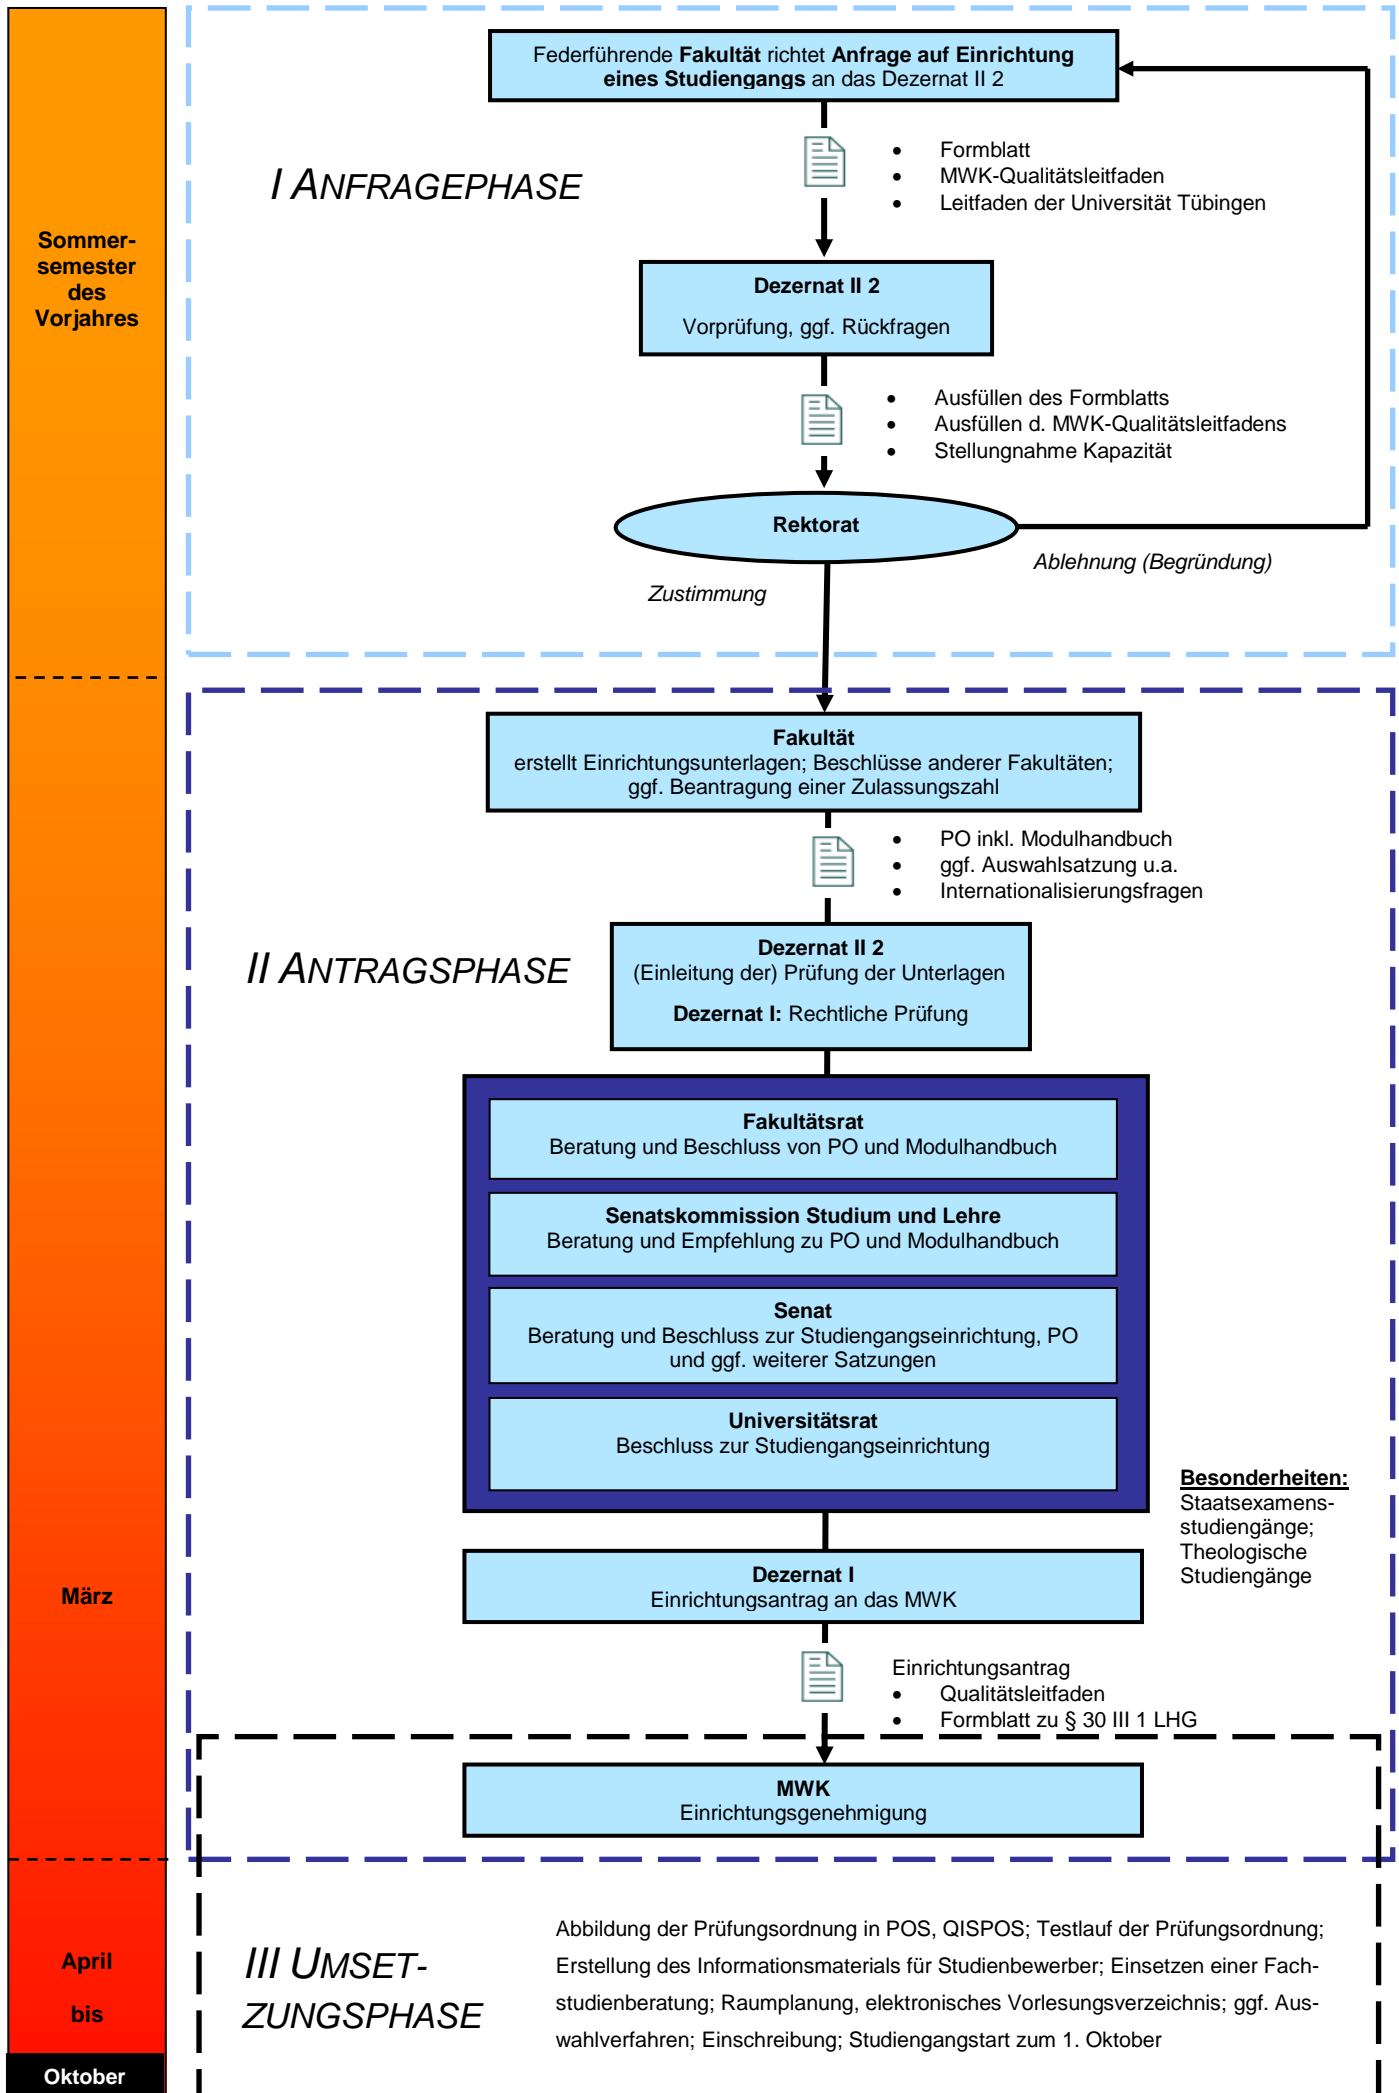 Federführende Fakultät richtet Anfrage auf Einrichtung
eines Studiengangs an das Dezernat II 2
I ANFRAGEPHASE
• Formblatt
• MWK-Qualitätsleitfaden
• Leitfaden der Universität Tübingen
Sommer-
semester
des
Vorjahres
Dezernat II 2
Vorprüfung, ggf. Rückfragen
• Ausfüllen des Formblatts
• Ausfüllen d. MWK-Qualitätsleitfadens
• Stellungnahme Kapazität
Rektorat
Ablehnung (Begründung)
Zustimmung
Fakultät
erstellt Einrichtungsunterlagen; Beschlüsse anderer Fakultäten;
ggf. Beantragung einer Zulassungszahl
• PO inkl. Modulhandbuch
• ggf. Auswahlsatzung u.a.
• Internationalisierungsfragen
II ANTRAGSPHASE
Dezernat II 2
(Einleitung der) Prüfung der Unterlagen
Dezernat I: Rechtliche Prüfung
Fakultätsrat
Beratung und Beschluss von PO und Modulhandbuch
Senatskommission Studium und Lehre
Beratung und Empfehlung zu PO und Modulhandbuch
Senat
Beratung und Beschluss zur Studiengangseinrichtung, PO
und ggf. weiterer Satzungen
Universitätsrat
Beschluss zur Studiengangseinrichtung
Besonderheiten:
Staatsexamens-
studiengänge;
Theologische
Studiengänge
März
Dezernat I
Einrichtungsantrag an das MWK
Einrichtungsantrag
• Qualitätsleitfaden
• Formblatt zu § 30 III 1 LHG
MWK
Einrichtungsgenehmigung
April
bis
Oktober
III UMSET-
ZUNGSPHASE
Abbildung der Prüfungsordnung in POS, QISPOS; Testlauf der Prüfungsordnung;
Erstellung des Informationsmaterials für Studienbewerber; Einsetzen einer Fach-
studienberatung; Raumplanung, elektronisches Vorlesungsverzeichnis; ggf. Aus-
wahlverfahren; Einschreibung; Studiengangstart zum 1. Oktober